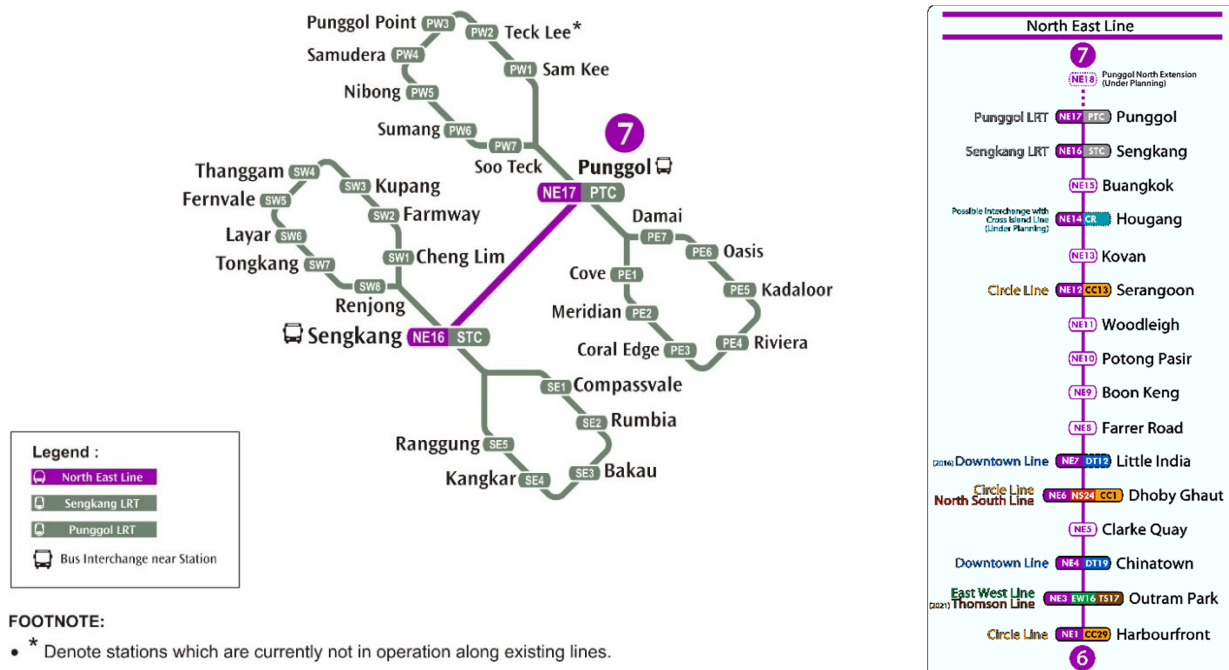 Punggol Point
PW3
PW2
Teck Lee*
Samudera
PW4
PW1
Sam Kee
Nibong
PW5
Sumang
PW6
PW7
Soo Teck
7
Punggol
NE17 PTC
Thanggam
SW4
Fernvale
SW5
SW3
Kupang
SW2
Farmway
Layar
SW6
SW1
Cheng Lim
Tongkang
SW7
SW8
Renjong
Sengkang
NE16 STC
Damai
PE7
PE6
Oasis
Cove
PE1
PE5
Kadaloor
Meridian
PE2
PE4
Riviera
Coral Edge
PE3
SE1
Compassvale
SE2
Rumbia
Ranggung
SE5
SE3
Bakau
Kangkar
SE4
Legend :
North East Line
Sengkang LRT
Punggol LRT
Bus Interchange near Station
FOOTNOTE:
• * Denote stations which are currently not in operation along existing lines.
North East Line
7
NE18 Punggol North Extension
(Under Planning)
Punggol LRT NE17 PTC Punggol
Sengkang LRT NE16 STC Sengkang
NE15 Buangkok
Possible Interchange with
Cross Island Line
(Under Planning)
NE14 CR Hougang
NE13 Kovan
Circle Line NE12 CC13 Serangoon
NE11 Woodleigh
NE10 Potong Pasir
NE9 Boon Keng
NE8 Farrer Road
(2016) Downtown Line NE7 DT12 Little India
Circle Line
North South Line
NE6 NS24 CC1 Dhoby Ghaut
NE5 Clarke Quay
Downtown Line NE4 DT19 Chinatown
East West Line
(2021) Thomson Line
NE3 EW16 TS17 Outram Park
Circle Line NE1 CC29 Harbourfront
6